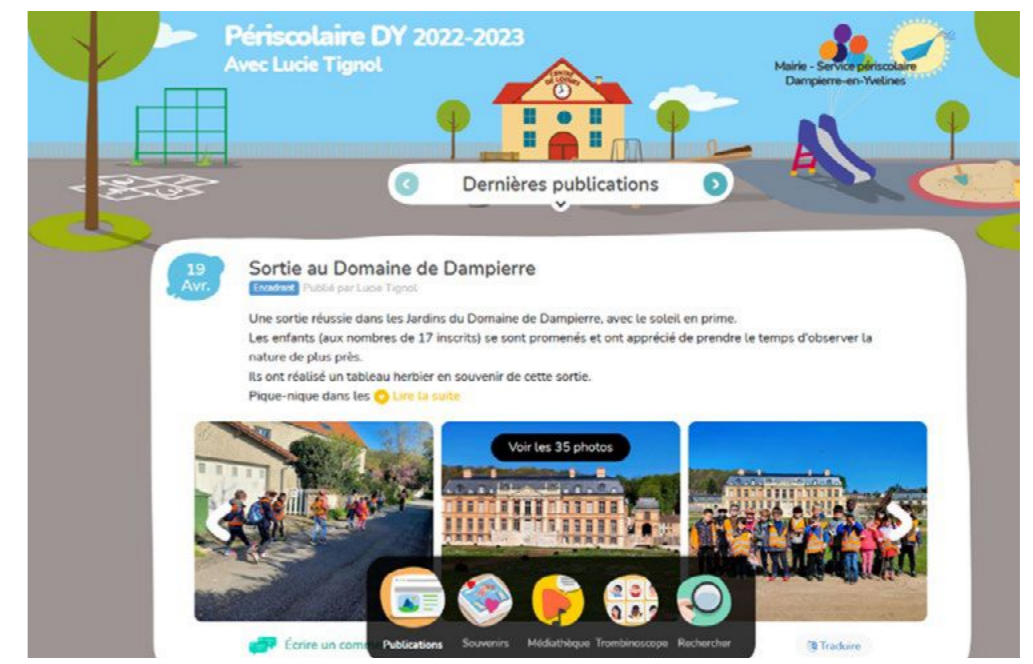 Périscolaire DY 2022-2023
Avec Lucie Tignol
Mairie - Service périscolaire
Dampierre-en-Yvelines
CENTRE
DE LOISIRS
Dernières publications
19
Avr.
Sortie au Domaine de Dampierre
Encadrant Publié par Lucie Tignol
Une sortie réussie dans les Jardins du Domaine de Dampierre, avec le soleil en prime.
Les enfants (aux nombres de 17 inscrits) se sont promenés et ont apprécié de prendre le temps d'observer la
nature de plus près.
Ils ont réalisé un tableau herbier en souvenir de cette sortie.
Pique-nique dans les Lire la suite
Voir les 35 photos
Écrire un comm
Publications Souvenirs Médiathèque Trombinoscope Rechercher
Traduire